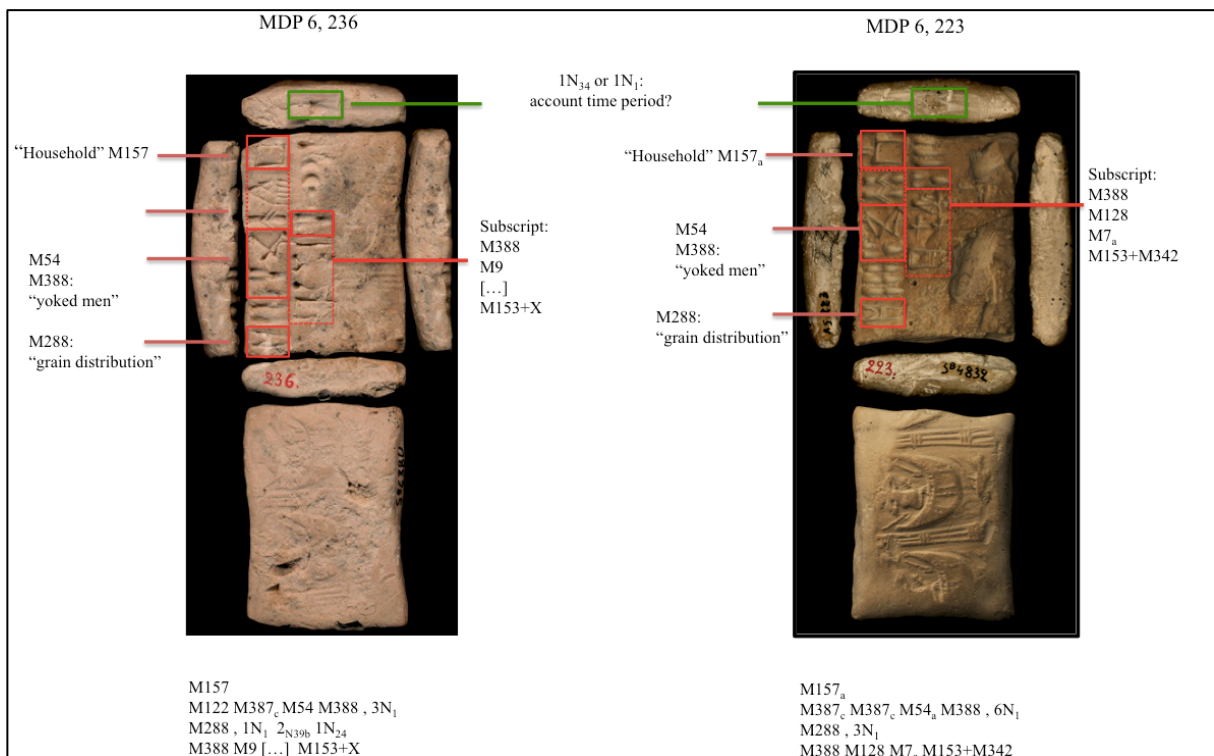 MDP 6, 236
MDP 6, 223
1N34 or 1N1:
account time period?
“Household” M157
M54
M388:
“yoked men”
M288:
“grain distribution”
Subscript:
M388
M9
[…]
M153+X
236.
“Household” M157a
M54
M388:
“yoked men”
M288:
“grain distribution”
Subscript:
M388
M128
M7a
M153+M342
223.
M157
M122 M387c M54 M388 , 3N1
M288 , 1N1 2N39b 1N24
M388 M9 […] M153+X
M157a
M387c M387c M54a M388 , 6N1
M288 , 3N1
M388 M128 M7a M153+M342